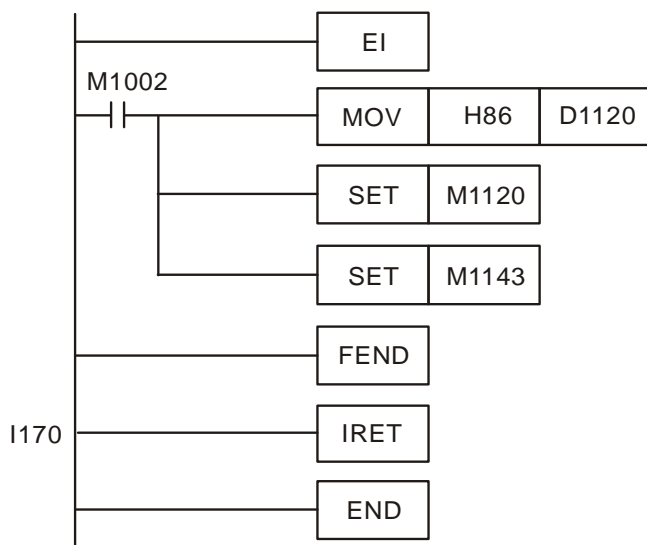 EI
M1002
MOV H86 D1120
SET M1120
SET M1143
FEND
I170 IRET
END